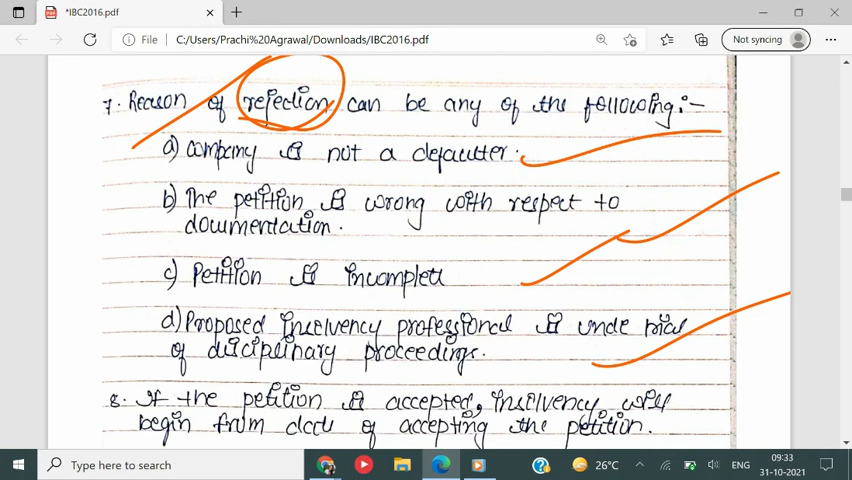 *IBC2016.pdf
File
C:/Users/Prachi%20Agrawal/Downloads/IBC2016.pdf
Not syncing
7. Reason of rejection can be any of the following:-
a) Company is not a defaulter.
b) The petition is wrong with respect to
documentation.
c) Petition is incomplete
d) Proposed insolvency professional is unde trial
of disciplinary proceedings.
8. If the petition is accepted, insolvency will
begin from date of accepting the petition.
Type here to search
26°C
ENG
09:33
31-10-2021